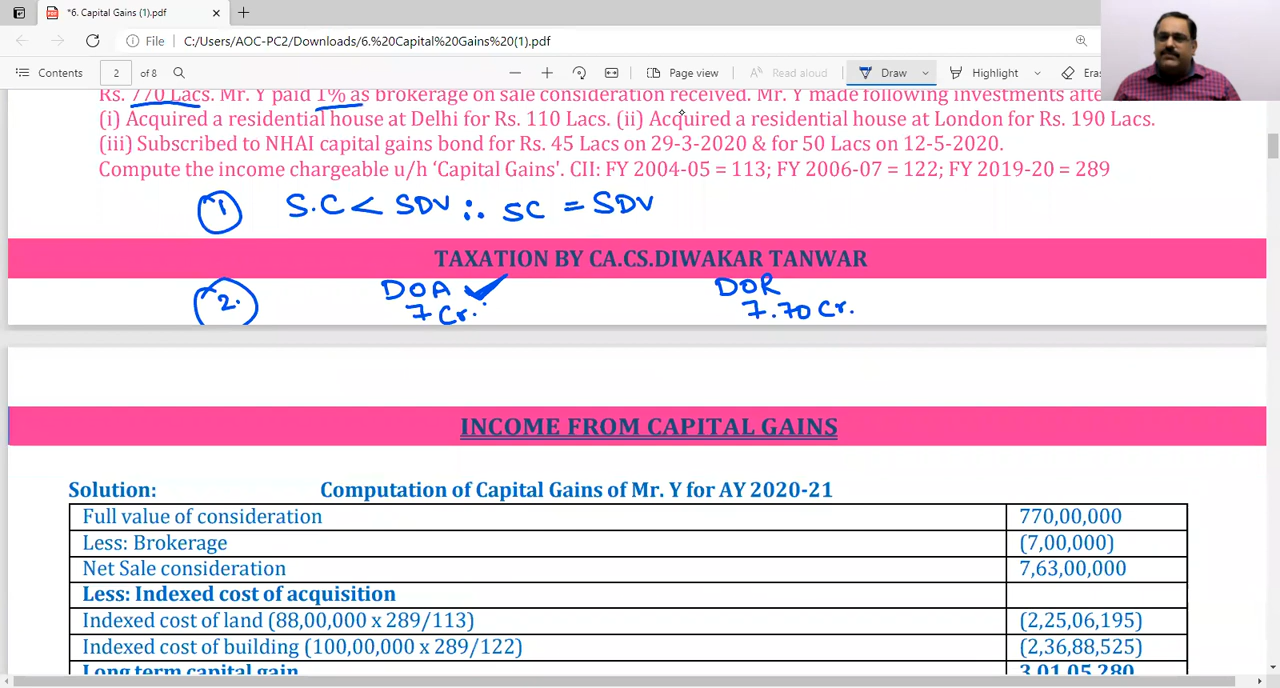 *6. Capital Gains (1).pdf
File C:/Users/AOC-PC2/Downloads/6.%20Capital%20Gains%20(1).pdf
Contents 2 of 8 Page view Read aloud Draw Highlight
Rs. 770 Lacs. Mr. Y paid 1% as brokerage on sale consideration received. Mr. Y made following investments
(i) Acquired a residential house at Delhi for Rs. 110 Lacs. (ii) Acquired a residential house at London for Rs. 190 Lacs.
(iii) Subscribed to NHAI capital gains bond for Rs. 45 Lacs on 29-3-2020 & for 50 Lacs on 12-5-2020.
Compute the income chargeable u/h ‘Capital Gains'. CII: FY 2004-05 = 113; FY 2006-07 = 122; FY 2019-20 = 289
1 S.C < SDV ∴ SC = SDV
TAXATION BY CA.CS.DIWAKAR TANWAR
2. DOA ✓ DOR
7 Cr. 7.70 Cr.
INCOME FROM CAPITAL GAINS
Solution: Computation of Capital Gains of Mr. Y for AY 2020-21
Full value of consideration 770,00,000
Less: Brokerage (7,00,000)
Net Sale consideration 7,63,00,000
Less: Indexed cost of acquisition
Indexed cost of land (88,00,000 x 289/113) (2,25,06,195)
Indexed cost of building (100,00,000 x 289/122) (2,36,88,525)
Long term capital gain 3,01,05,280